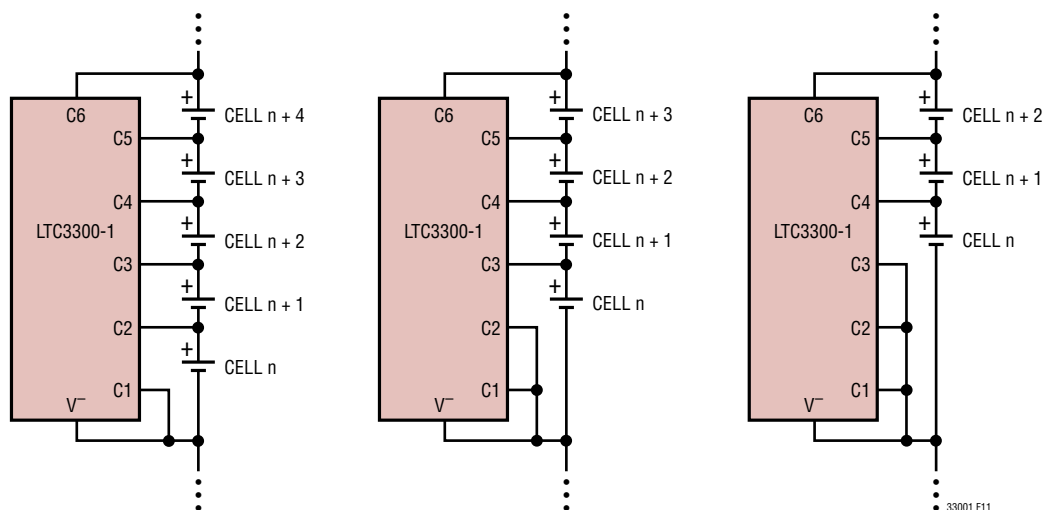 C6
CELL n + 4
C5
CELL n + 3
C4
LTC3300-1
CELL n + 2
C3
CELL n + 1
C2
CELL n
C1
V–
C6
CELL n + 3
C5
CELL n + 2
C4
LTC3300-1
CELL n + 1
C3
CELL n
C2
C1
V–
C6
CELL n + 2
C5
CELL n + 1
C4
LTC3300-1
CELL n
C3
C2
C1
V–
33001 F11